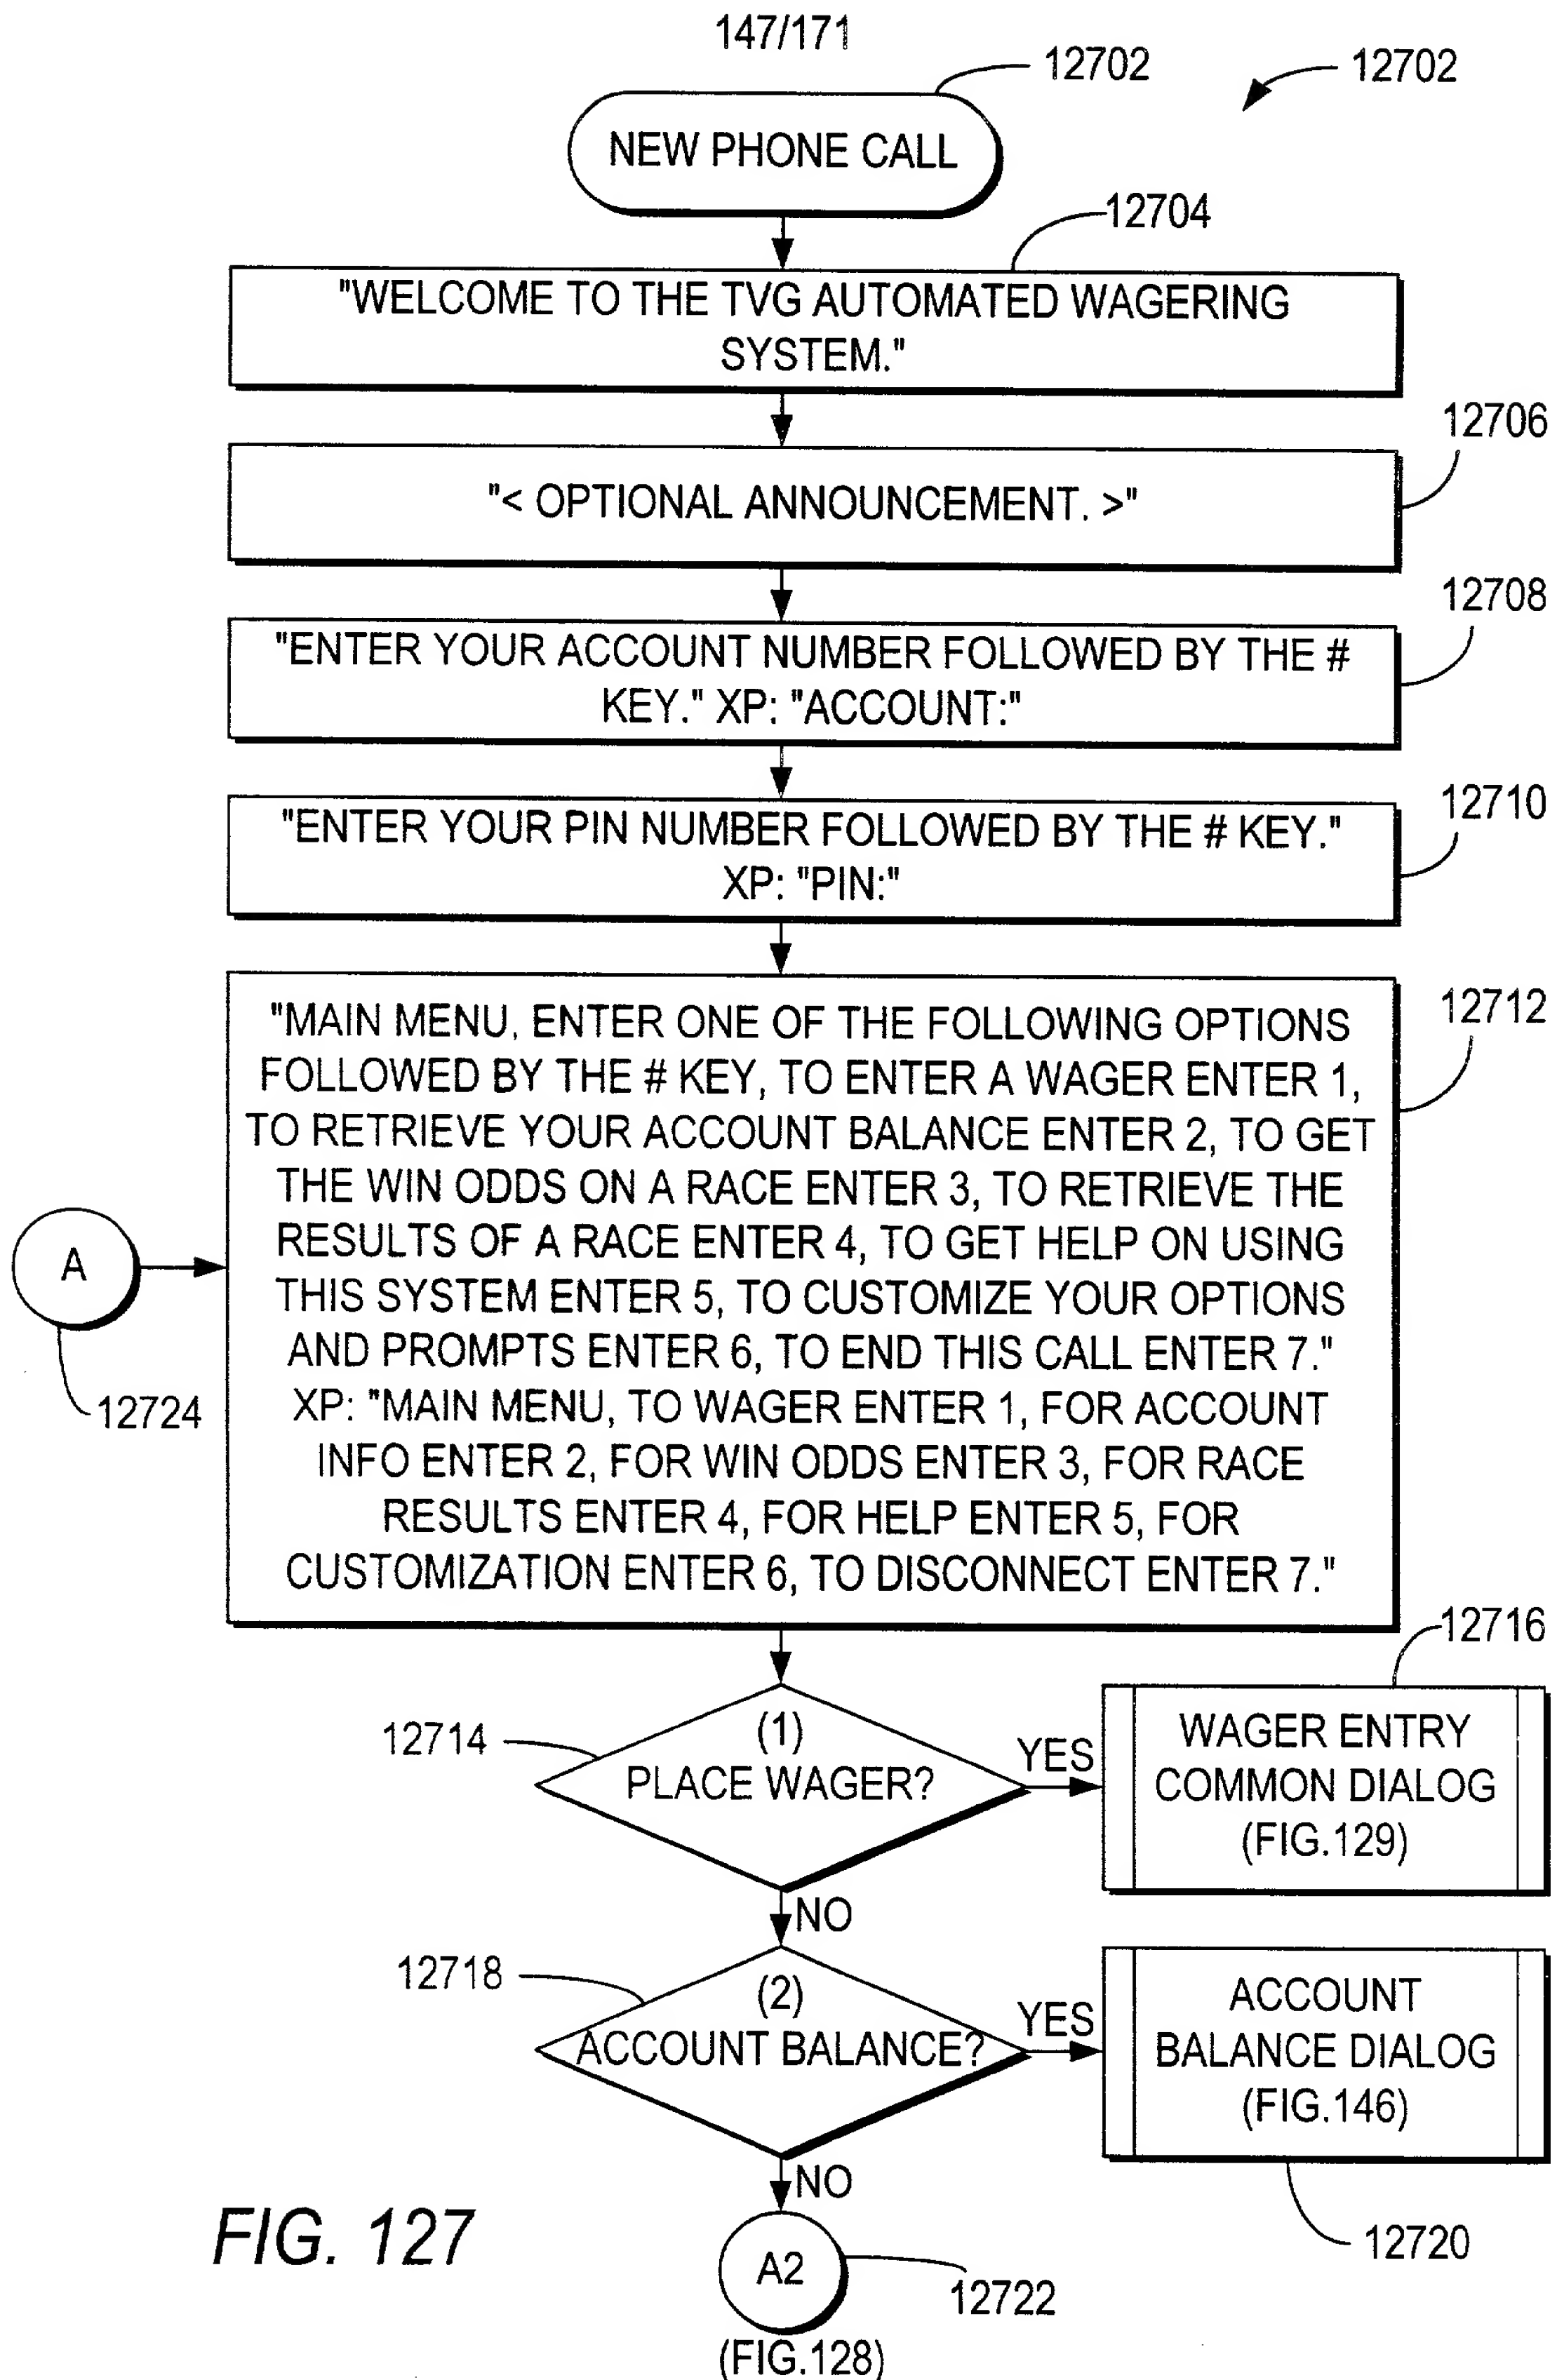 147/171
12702
12702
NEW PHONE CALL
12704
"WELCOME TO THE TVG AUTOMATED WAGERING
SYSTEM."
12706
"< OPTIONAL ANNOUNCEMENT. >"
12708
"ENTER YOUR ACCOUNT NUMBER FOLLOWED BY THE #
KEY." XP: "ACCOUNT:"
12710
"ENTER YOUR PIN NUMBER FOLLOWED BY THE # KEY."
XP: "PIN:"
12712
"MAIN MENU, ENTER ONE OF THE FOLLOWING OPTIONS
FOLLOWED BY THE # KEY, TO ENTER A WAGER ENTER 1,
TO RETRIEVE YOUR ACCOUNT BALANCE ENTER 2, TO GET
THE WIN ODDS ON A RACE ENTER 3, TO RETRIEVE THE
RESULTS OF A RACE ENTER 4, TO GET HELP ON USING
THIS SYSTEM ENTER 5, TO CUSTOMIZE YOUR OPTIONS
AND PROMPTS ENTER 6, TO END THIS CALL ENTER 7."
XP: "MAIN MENU, TO WAGER ENTER 1, FOR ACCOUNT
INFO ENTER 2, FOR WIN ODDS ENTER 3, FOR RACE
RESULTS ENTER 4, FOR HELP ENTER 5, FOR
CUSTOMIZATION ENTER 6, TO DISCONNECT ENTER 7."
A
12724
12716
12714
(1)
PLACE WAGER?
YES
WAGER ENTRY
COMMON DIALOG
(FIG.129)
NO
12718
(2)
ACCOUNT BALANCE?
YES
ACCOUNT
BALANCE DIALOG
(FIG.146)
NO
12720
A2
12722
(FIG.128)
FIG. 127